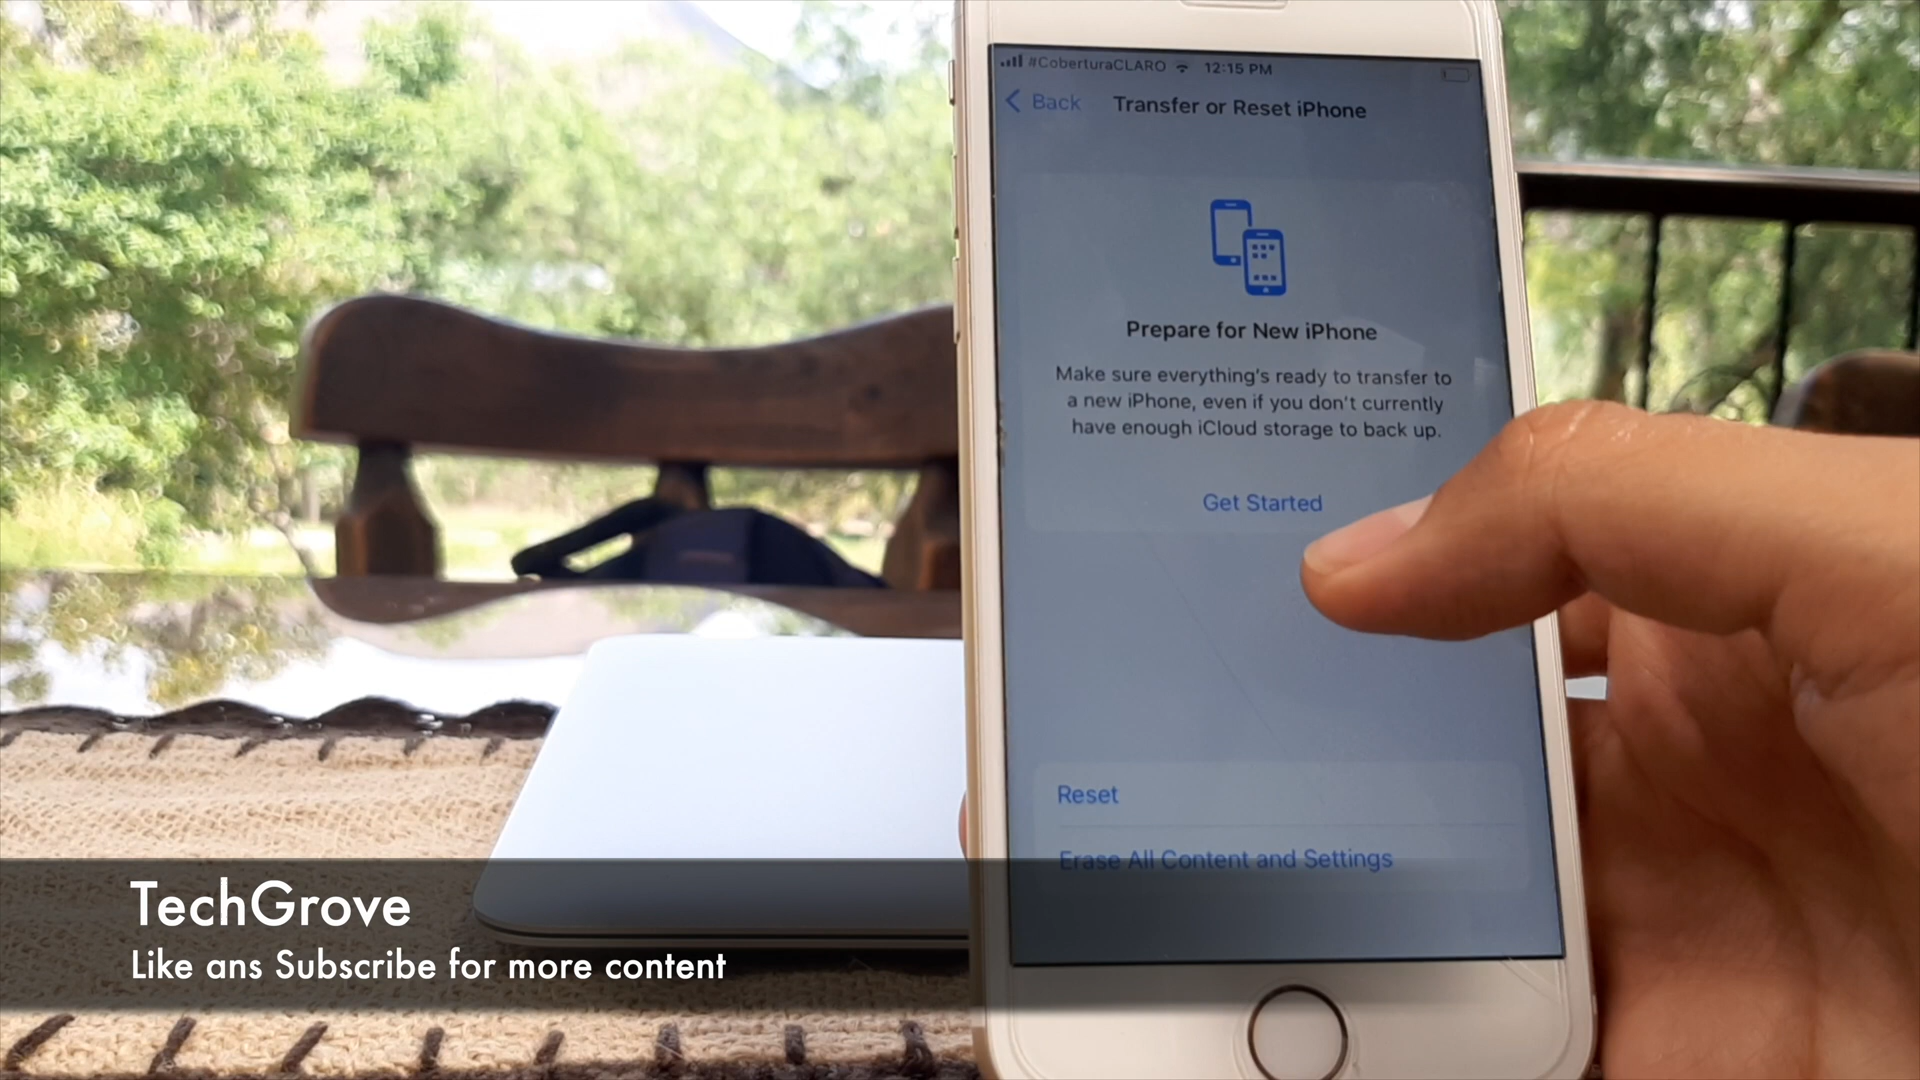 #CoberturaCLARO 12:15 PM
Back Transfer or Reset iPhone
Prepare for New iPhone
Make sure everything's ready to transfer to
a new iPhone, even if you don't currently
have enough iCloud storage to back up.
Get Started
Reset
Erase All Content and Settings
TechGrove
Like ans Subscribe for more content